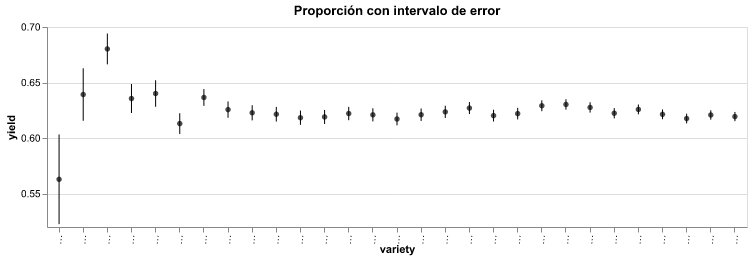 Proporción con intervalo de error
0.70
0.65
0.60
0.55
yield
variety